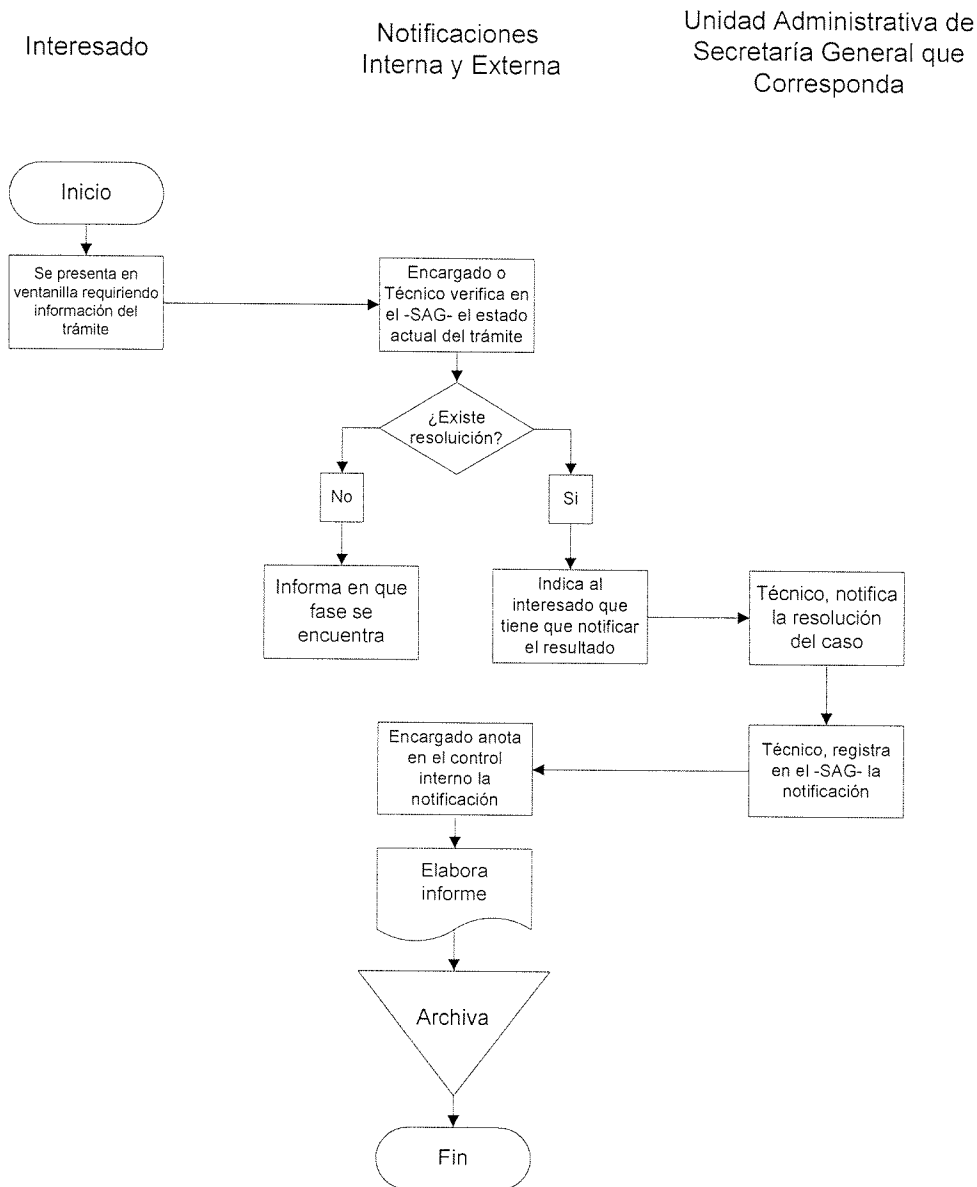 Interesado
Notificaciones
Interna y Externa
Unidad Administrativa de
Secretaría General que
Corresponda
Inicio
Se presenta en
ventanilla requiriendo
información del
trámite
Encargado o
Técnico verifica en
el -SAG- el estado
actual del trámite
¿Existe
resoluición?
No
Si
Informa en que
fase se
encuentra
Indica al
interesado que
tiene que notificar
el resultado
Técnico, notifica
la resolución
del caso
Técnico, registra
en el -SAG- la
notificación
Encargado anota
en el control
interno la
notificación
Elabora
informe
Archiva
Fin